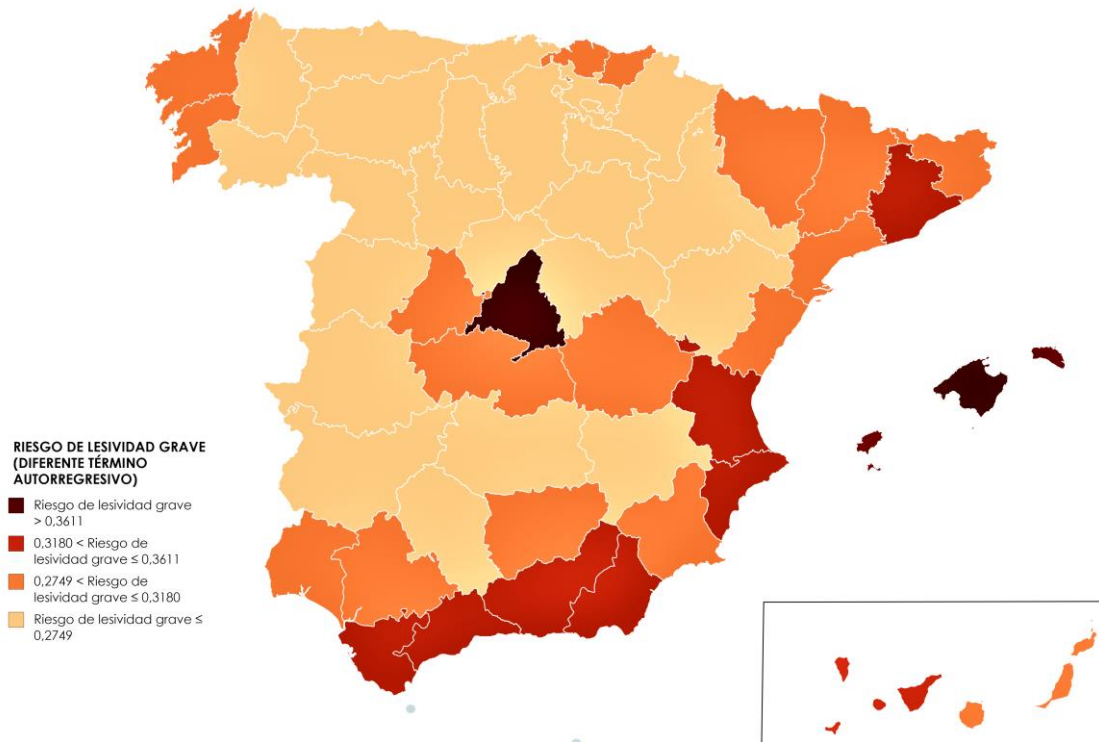 RIESGO DE LESIVIDAD GRAVE
(DIFERENTE TÉRMINO
AUTORREGRESIVO)
Riesgo de lesividad grave
> 0,3611
0,3180 < Riesgo de
lesividad grave ≤ 0,3611
0,2749 < Riesgo de
lesividad grave ≤ 0,3180
Riesgo de lesividad grave ≤
0,2749